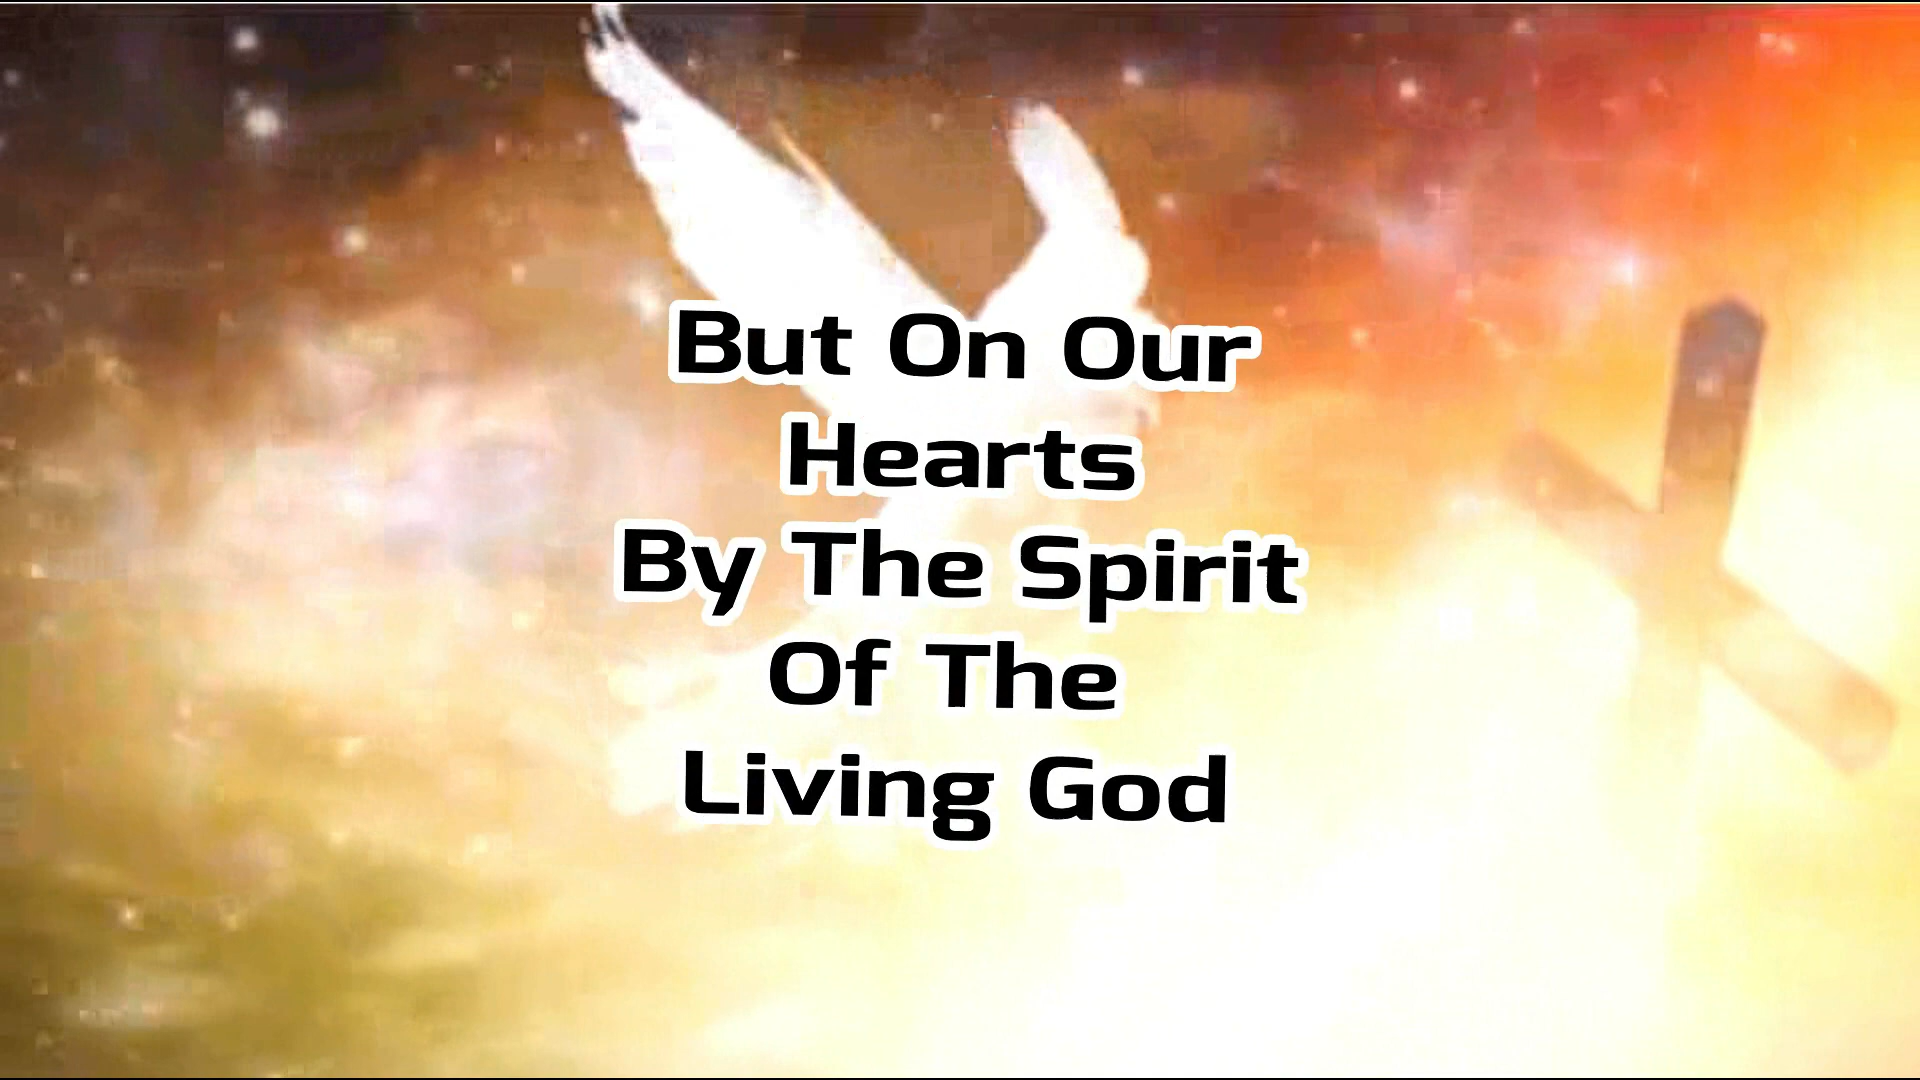 But On Our
Hearts
By The Spirit
Of The
Living God